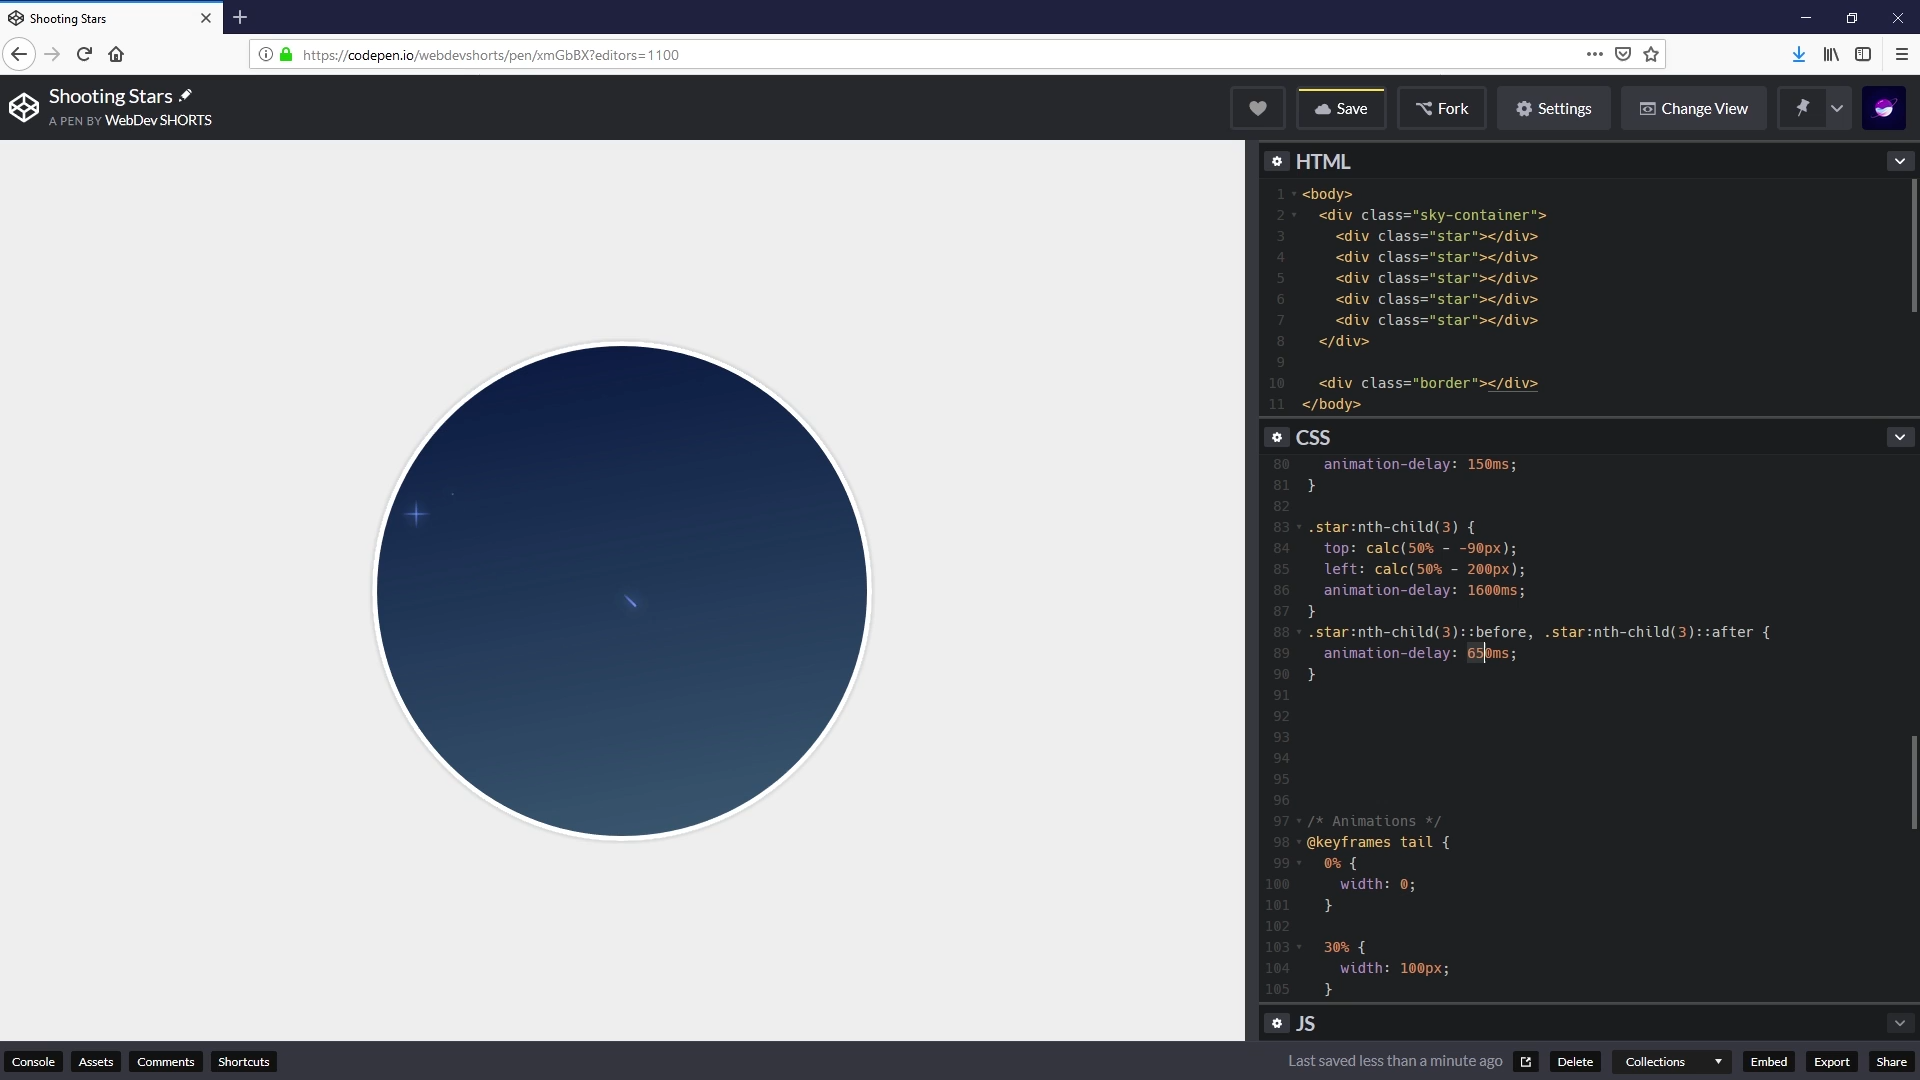 Shooting Stars
https://codepen.io/webdevshorts/pen/xmGbBX?editors=1100
Shooting Stars
A PEN BY WebDev SHORTS
Save
Fork
Settings
Change View
HTML
1 <body>
2 <div class="sky-container">
3 <div class="star"></div>
4 <div class="star"></div>
5 <div class="star"></div>
6 <div class="star"></div>
7 <div class="star"></div>
8 </div>
9
10 <div class="border"></div>
11 </body>
CSS
80 animation-delay: 150ms;
81 }
82
83 .star:nth-child(3) {
84 top: calc(50% - -90px);
85 left: calc(50% - 200px);
86 animation-delay: 1600ms;
87 }
88 .star:nth-child(3)::before, .star:nth-child(3)::after {
89 animation-delay: 650ms;
90 }
91
92
93
94
95
96
97 /* Animations */
98 @keyframes tail {
99 0% {
100 width: 0;
101 }
102
103 30% {
104 width: 100px;
105 }
JS
Console
Assets
Comments
Shortcuts
Last saved less than a minute ago
Delete
Collections
Embed
Export
Share